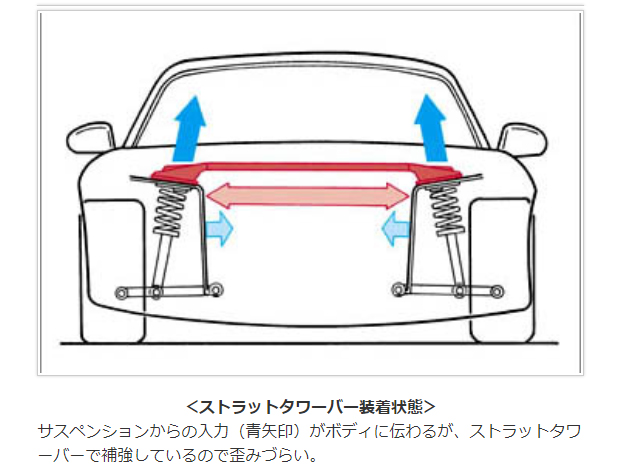 ＜ストラットタワーバー装着状態＞
サスペンションからの入力（青矢印）がボディに伝わるが、ストラットタワ
ーバーで補強しているので歪みづらい。